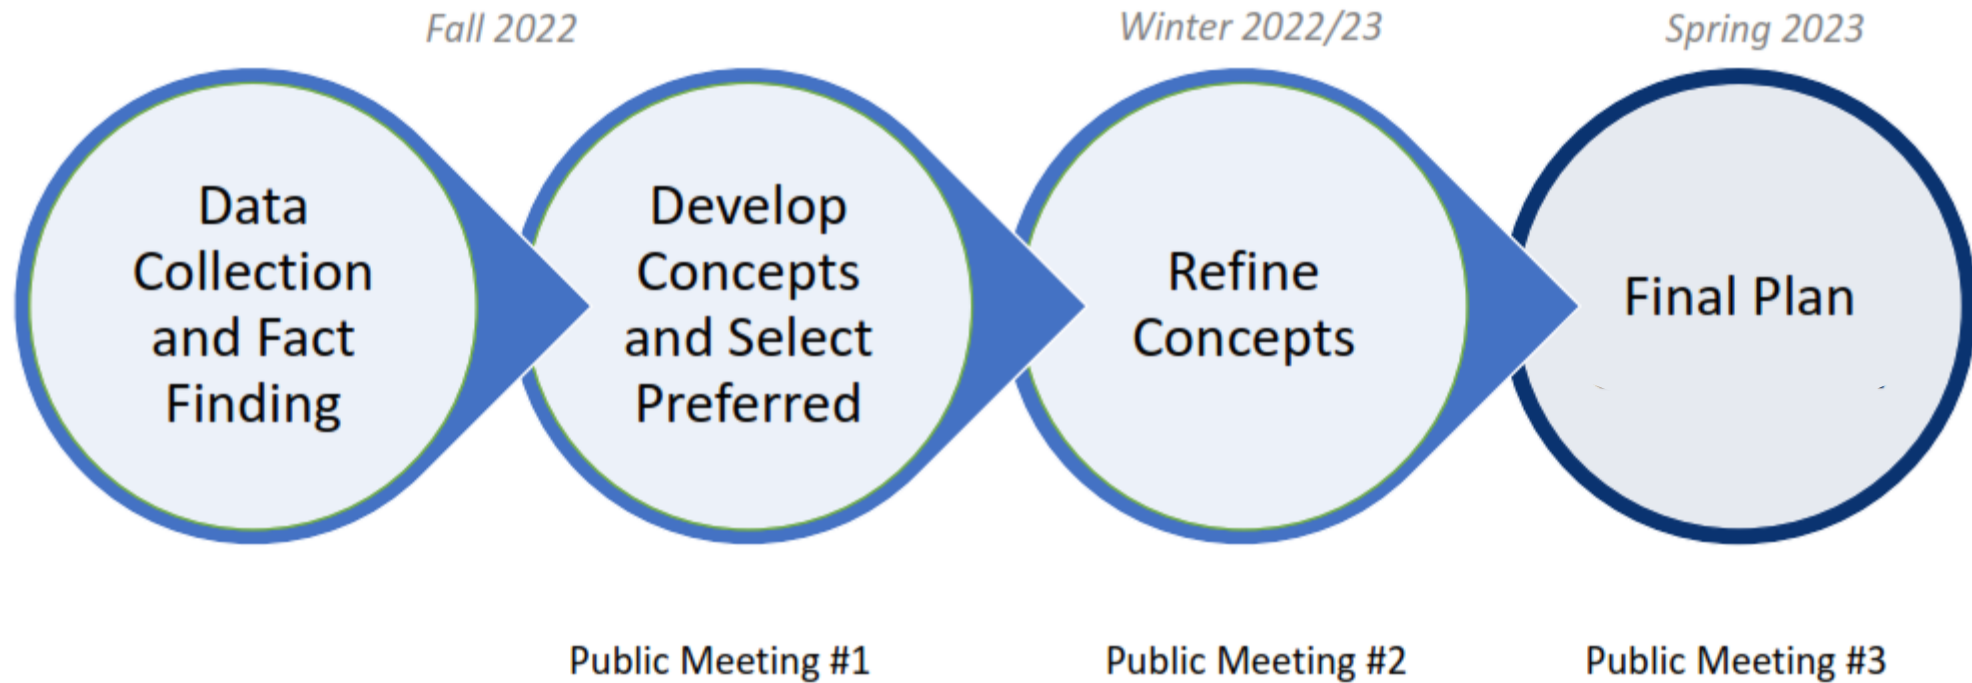 Fall 2022
Winter 2022/23
Spring 2023
Data
Collection
and Fact
Finding
Develop
Concepts
and Select
Preferred
Refine
Concepts
Final Plan
Public Meeting #1
Public Meeting #2
Public Meeting #3